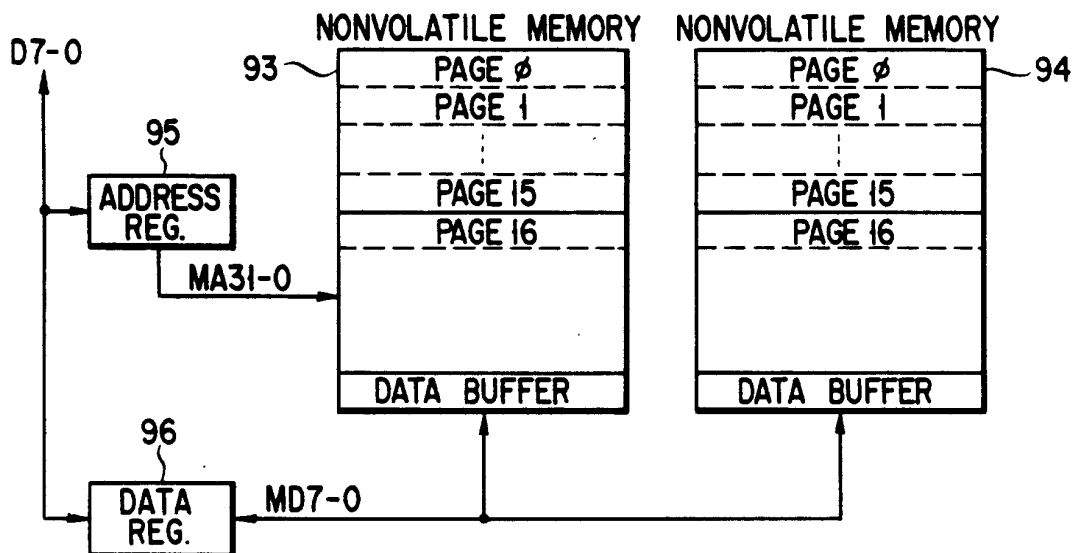 D7-0
95
ADDRESS
REG.
MA31-0
96
DATA
REG.
MD7-0
NONVOLATILE MEMORY
93
PAGE ø
PAGE 1
PAGE 15
PAGE 16
DATA BUFFER
NONVOLATILE MEMORY
94
PAGE ø
PAGE 1
PAGE 15
PAGE 16
DATA BUFFER